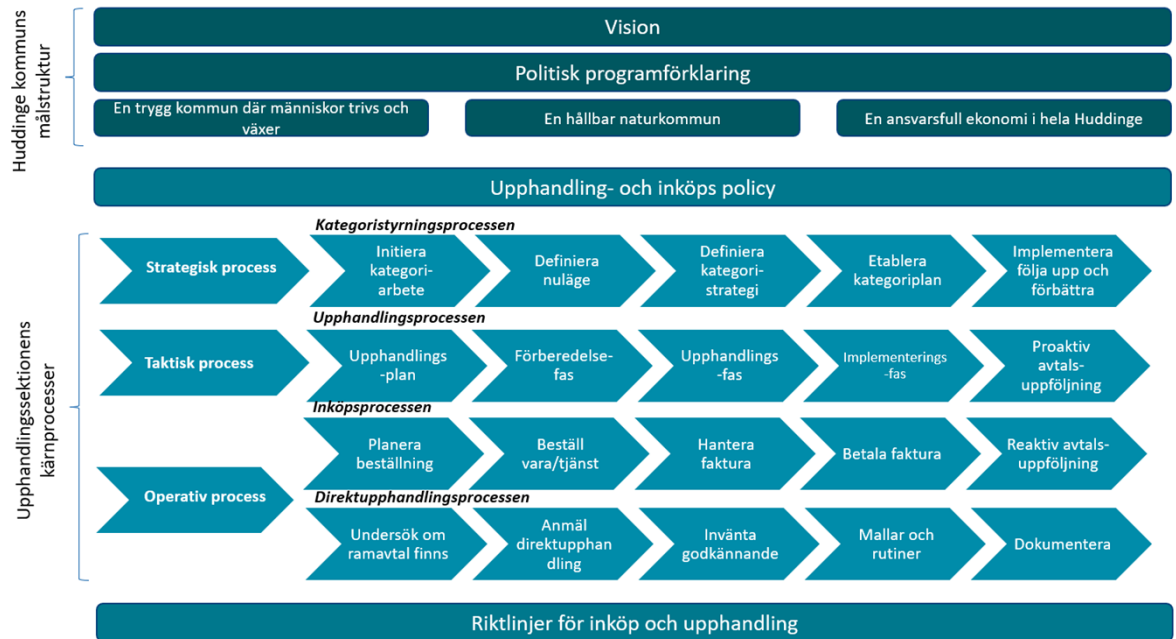 Huddinge kommuns
målstruktur
Vision
Politisk programförklaring
En trygg kommun där människor trivs och
växer
En hållbar naturkommun
En ansvarsfull ekonomi i hela Huddinge
Upphandling- och inköps policy
Upphandlingssektionens
kärnprocesser
Kategoristyrningsprocessen
Strategisk process
Initiera
kategori-
arbete
Definiera
nuläge
Definiera
kategori-
strategi
Etablera
kategoriplan
Implementera
följa upp och
förbättra
Upphandlingsprocessen
Taktisk process
Upphandlings
-plan
Förberedelse-
fas
Upphandlings
-fas
Implementerings
-fas
Proaktiv
avtals-
uppföljning
Inköpsprocessen
Operativ process
Planera
beställning
Beställ
vara/tjänst
Hantera
faktura
Betala faktura
Reaktiv avtals-
uppföljning
Direktupphandlingsprocessen
Undersök om
ramavtal finns
Anmäl
direktupphan
dling
Invänta
godkännande
Mallar och
rutiner
Dokumentera
Riktlinjer för inköp och upphandling